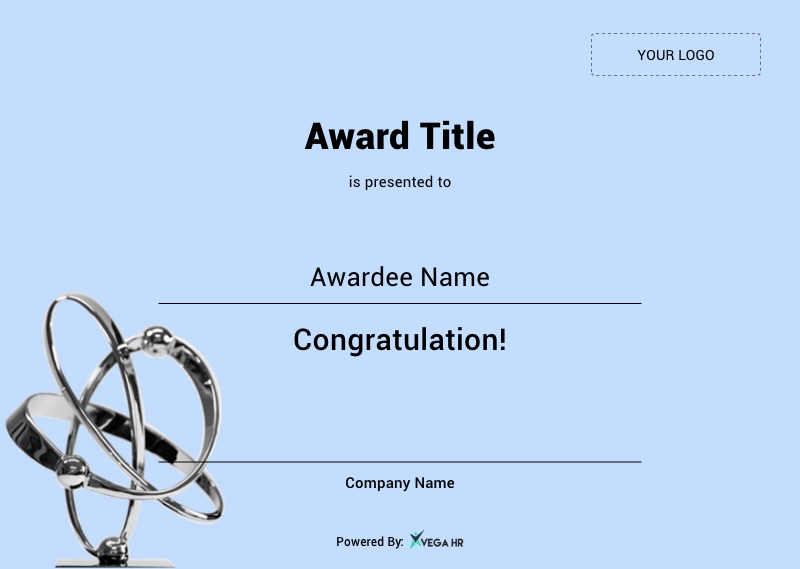 YOUR LOGO
Award Title
is presented to
Awardee Name
Congratulation!
Company Name
Powered By: VEGA HR